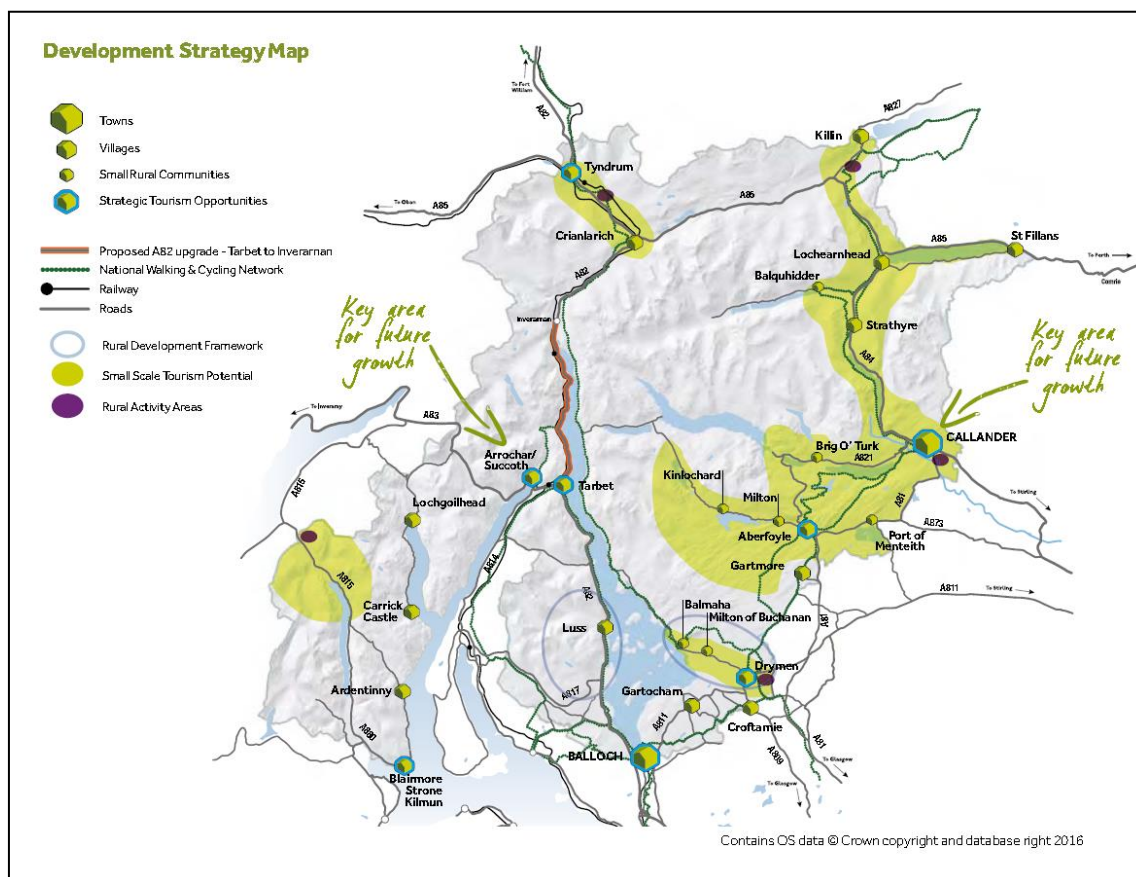 Development Strategy Map
Towns
Villages
Small Rural Communities
Strategic Tourism Opportunities
Proposed A82 upgrade - Tarbet to Inverarnan
National Walking & Cycling Network
Railway
Roads
Rural Development Framework
Small Scale Tourism Potential
Rural Activity Areas
To Fort
William
A82
Tyndrum
To Oban
A85
Crianlarich
A82
A85
Killin
A827
Lochearnhead
A85
St Fillans
To Perth
Comrie
Balquhidder
Strathyre
A84
Inverarnan
Key area
for future
growth
Key area
for future
growth
To Inveraray
A83
Arrochar/
Succoth
Tarbet
Lochgoilhead
A815
A815
A814
Carrick
Castle
Ardentinny
A880
Blairmore
Strone
Kilmun
A82
Luss
A817
BALLOCH
Gartocharn
A811
Balmaha
Milton of Buchanan
Drymen
Croftamie
A809
To Glasgow
A81
To Glasgow
Kinlochard
Milton
Aberfoyle
Gartmore
A81
Brig O' Turk
A821
CALLANDER
To Stirling
A81
A873
Port of
Menteith
A811
To Stirling
Contains OS data © Crown copyright and database right 2016